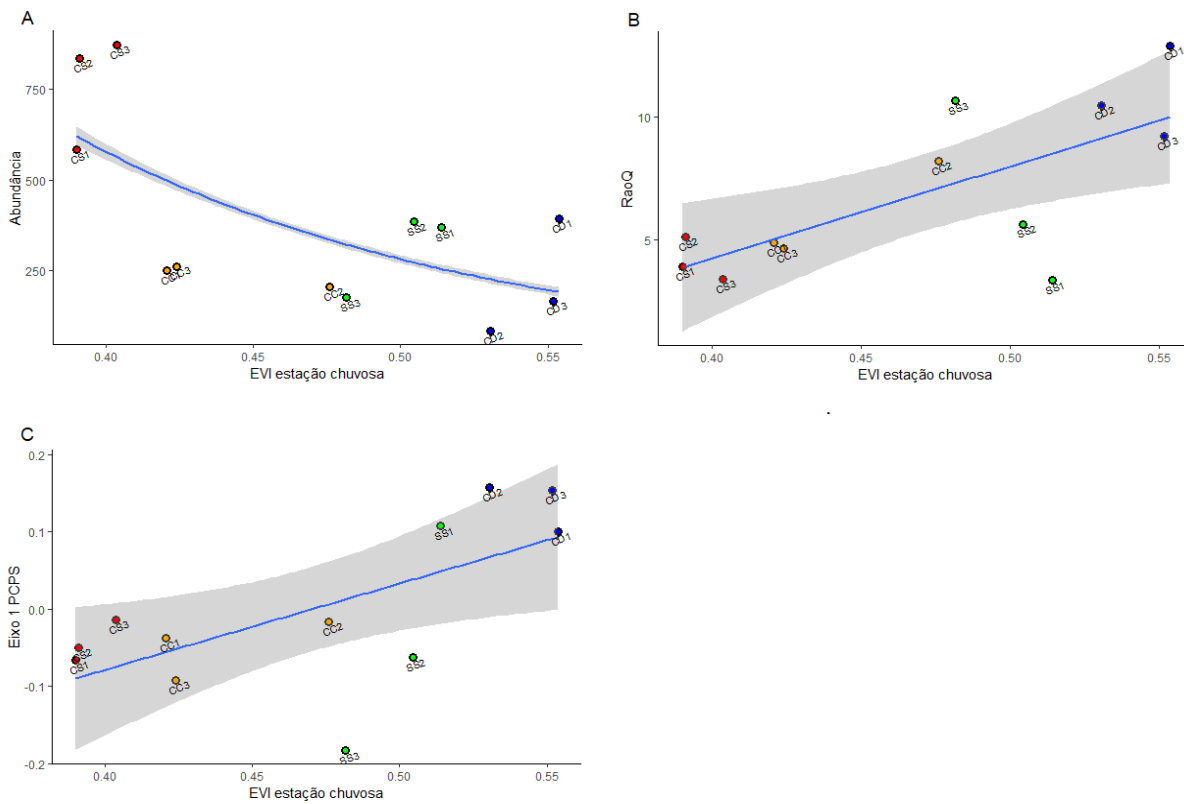 A
750
500
250
Abundância
CS2
CS3
CS1
CC3
SS2
SS1
CC2
SS3
CD1
CD3
CD2
0.40
0.45
0.50
0.55
EVI estação chuvosa
B
10
5
RaoQ
CD1
SS3
CD2
CD3
CC2
CS2
CC3
SS2
CS1
CS3
SS1
0.40
0.45
0.50
0.55
EVI estação chuvosa
C
0.2
0.1
0.0
-0.1
-0.2
Eixo 1 PCPS
CD2
CD3
SS1
CD1
CS3
CC1
CC2
CS2
CS1
CC3
SS2
SS3
0.40
0.45
0.50
0.55
EVI estação chuvosa